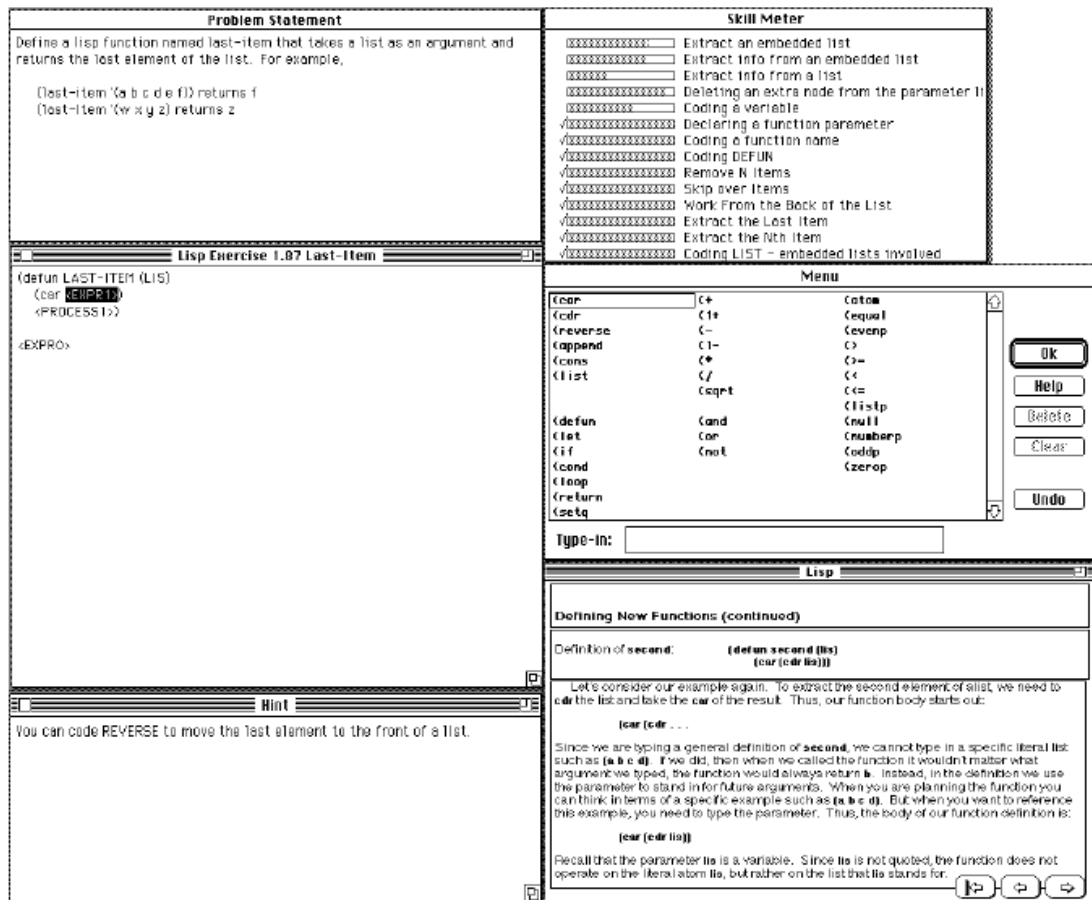 Problem Statement
Define a lisp function named last-item that takes a list as an argument and
returns the last element of the list. For example,
(last-item '(a b c d e f)) returns f
(last-item '(w x y z) returns z
Skill Meter
Extract an embedded list
Extract info from an embedded list
Extract info from a list
Deleting an extra node from the parameter li
Coding a variable
√ Declaring a function parameter
√ Coding a function name
√ Coding DEFUN
√ Remove N Items
√ Skip over Items
√ Work From the Back of the List
√ Extract the Last Item
√ Extract the Nth Item
√ Coding LIST - embedded lists involved
Lisp Exercise 1.87 Last-Item
(defun LAST-ITEM (LIS)
(car <EXPR1>)
<PROCESS1>)
<EXPR0>
Menu
(car (+ (atom
(cdr (1+ (equal
(reverse (- (evenp
(append (1- (>
(cons (* (>=
(list (/ (<
(sqrt (<=
(listp
(defun (and (null
(let (or (numberp
(if (not (oddp
(cond (zerop
(loop
(return
(setq
Ok
Help
Delete
Clear
Undo
Type-in:
Lisp
Defining New Functions (continued)
Definition of second: (defun second (lis)
(car (cdr lis)))
Let's consider our example again. To extract the second element of alist, we need to
cdr the list and take the car of the result. Thus, our function body starts out:
(car (cdr . . .
Since we are typing a general definition of second, we cannot type in a specific literal list
such as (a b c d). If we did, then when we called the function it wouldn't matter what
argument we typed, the function would always return b. Instead, in the definition we use
the parameter to stand in for future arguments. When you are planning the function you
can think in terms of a specific example such as (a b c d). But when you want to reference
this example, you need to type the parameter. Thus, the body of our function definition is:
(car (cdr lis))
Recall that the parameter lis is a variable. Since lis is not quoted, the function does not
operate on the literal atom lis, but rather on the list that lis stands for.
Hint
You can code REVERSE to move the last element to the front of a list.